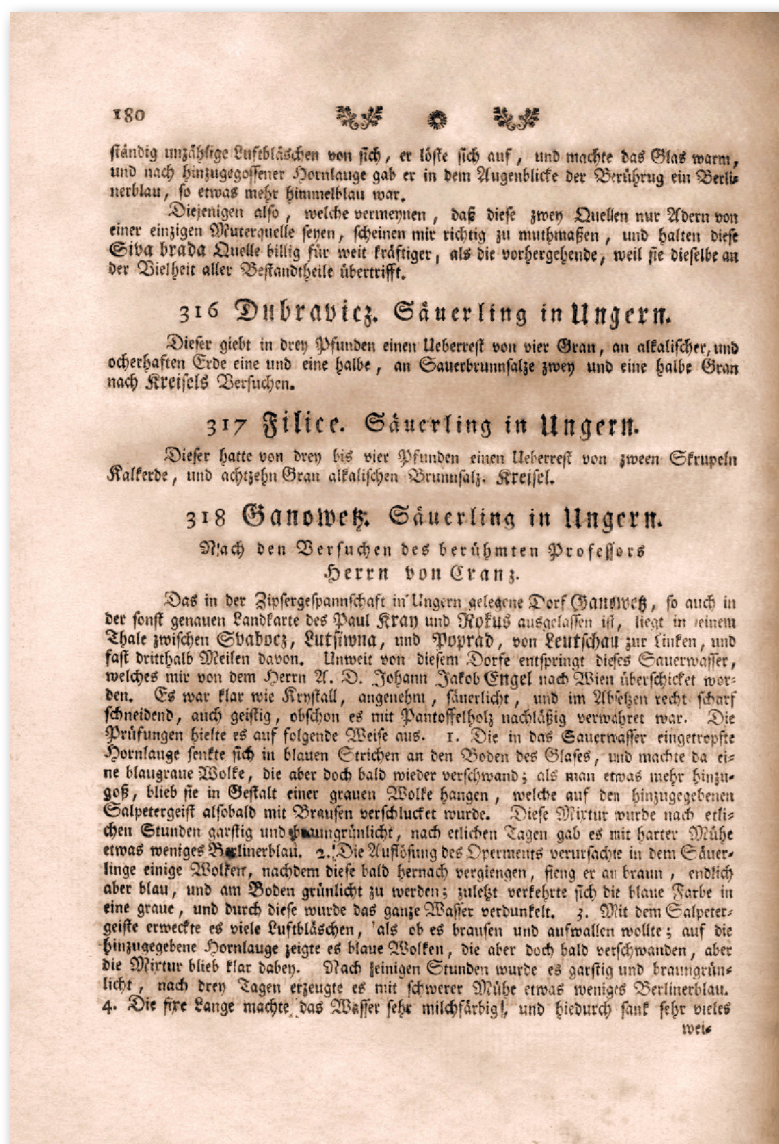 180
ständig unzählige Luftbläschen von sich, er löste sich auf, und machte das Glas warm,
und nach hinzugegossener Hornlauge gab er in dem Augenblicke der Berührug ein Berli-
nerblau, so etwas mehr himmelblau war.
Diejenigen also, welche vermeynen, daß diese zwey Quellen nur Adern von
einer einzigen Muterquelle seyen, scheinen mir richtig zu muthmaßen, und halten diese
Siva brada Quelle billig für weit kräftiger, als die vorhergehende, weil sie dieselbe an
der Vielheit aller Bestandtheile übertrifft.
316 Dubravicz. Säuerling in Ungern.
Dieser giebt in drey Pfunden einen Ueberrest von vier Gran, an alkalischer, und
ocherhaften Erde eine und eine halbe, an Sauerbrunnsalze zwey und eine halbe Gran
nach Kreisels Versuchen.
317 Filice. Säuerling in Ungern.
Dieser hatte von drey bis vier Pfunden einen Ueberrest von zween Skrupeln
Kalkerde, und achtzehn Gran alkalischen Brunnsalz. Kreisel.
318 Ganowetz. Säuerling in Ungern.
Nach den Versuchen des berühmten Professors
Herrn von Cranz.
Das in der Zipsergespannschaft in Ungern gelegene Dorf Ganowetz, so auch in
der sonst genauen Landkarte des Paul Kray und Rokus ausgelassen ist, liegt in einem
Thale zwischen Svabocz, Lutsiwna, und Poprad, von Leutschau zur Linken, und
fast dritthalb Meilen davon. Unweit von diesem Dorfe entspringt dieses Sauerwasser,
welches mir von dem Herrn A. D. Johann Jakob Engel nach Wien überschicket wor-
den. Es war klar wie Krystall, angenehm, säuerlicht, und im Absetzen recht scharf
schneidend, auch geistig, obschon es mit Pantoffelholz nachläßig verwahret war. Die
Prüfungen hielte es auf folgende Weise aus. 1. Die in das Sauerwasser eingetropfte
Hornlauge senkte sich in blauen Strichen an den Boden des Glases, und machte da ei-
ne blaugraue Wolke, die aber doch bald wieder verschwand; als man etwas mehr hinzu-
goß, blieb sie in Gestalt einer grauen Wolke hangen, welche auf den hinzugegebenen
Salpetergeist alsobald mit Brausen verschlucket wurde. Diese Mixtur wurde nach etli-
chen Stunden garstig und braungrünlicht, nach etlichen Tagen gab es mit harter Mühe
etwas weniges Berlinerblau. 2. Die Auflösung des Operments verursachte in dem Säuer-
linge einige Wolken, nachdem diese bald hernach vergiengen, fieng er an braun, endlich
aber blau, und am Boden grünlicht zu werden; zuletzt verkehrte sich die blaue Farbe in
eine graue, und durch diese wurde das ganze Wasser verdunkelt. 3. Mit dem Salpeter-
geiste erweckte es viele Luftbläschen, als ob es brausen und aufwallen wollte; auf die
hinzugegebene Hornlauge zeigte es blaue Wolken, die aber doch bald verschwanden, aber
die Mixtur blieb klar dabey. Nach einigen Stunden wurde es garstig und braungrün-
licht, nach drey Tagen erzeugte es mit schwerer Mühe etwas weniges Berlinerblau.
4. Die fixe Lange machte das Wasser sehr milchfärbig, und hiedurch sank sehr vieles
wei-